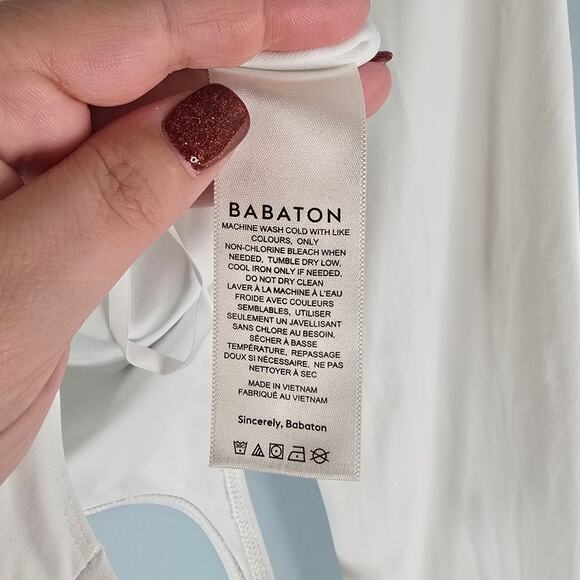 BABATON
MACHINE WASH COLD WITH LIKE
COLOURS, ONLY
NON-CHLORINE BLEACH WHEN
NEEDED, TUMBLE DRY LOW,
COOL IRON ONLY IF NEEDED,
DO NOT DRY CLEAN
LAVER À LA MACHINE À L'EAU
FROIDE AVEC COULEURS
SEMBLABLES, UTILISER
SEULEMENT UN JAVELLISANT
SANS CHLORE AU BESOIN,
SÉCHER À BASSE
TEMPÉRATURE, REPASSAGE
DOUX SI NÉCESSAIRE, NE PAS
NETTOYER À SEC
MADE IN VIETNAM
FABRIQUÉ AU VIETNAM
Sincerely, Babaton